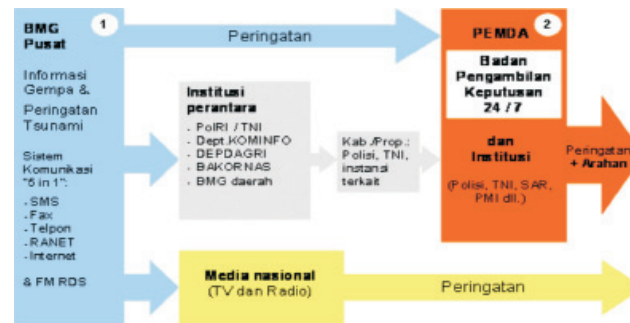 BMG
Pusat
1
Informasi
Gempa &
Peringatan
Tsunami
Sistem
Komunikasi
"5 in 1":
- SMS
- Fax
- Telpon
- RANET
- Internet
& FM RDS
Peringatan
Institusi
perantara
- PolRI / TNI
- Dept.KOMINFO
- DEPDAGRI
- BAKORNAS
- BMG daerah
Kab./Prop.:
Polisi, TNI,
instansi
terkait
PEMDA
2
Badan
Pengambilan
Keputusan
24 / 7
dan
Institusi
(Polisi, TNI, SAR,
PMI dll.)
Peringatan
+ Arahan
Media nasional
(TV dan Radio)
Peringatan